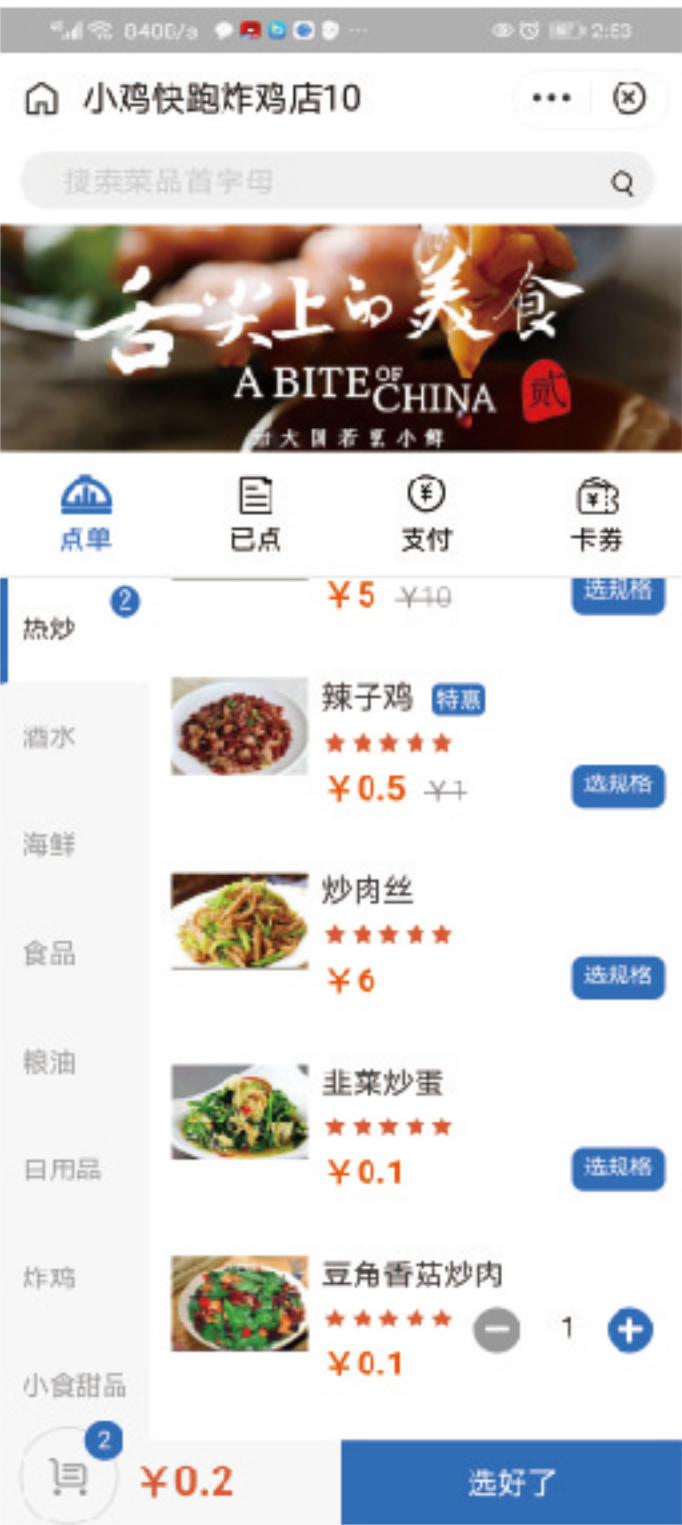 2:53
小鸡快跑炸鸡店10
搜索菜品首字母
舌尖上的美食
A BITE OF CHINA
贰
点单
已点
支付
卡券
热炒
2
¥5 ¥10
选规格
辣子鸡 特惠
¥0.5 ¥1
选规格
酒水
海鲜
炒肉丝
¥6
选规格
食品
粮油
韭菜炒蛋
¥0.1
选规格
日用品
炸鸡
豆角香菇炒肉
1
¥0.1
小食甜品
2
¥0.2
选好了